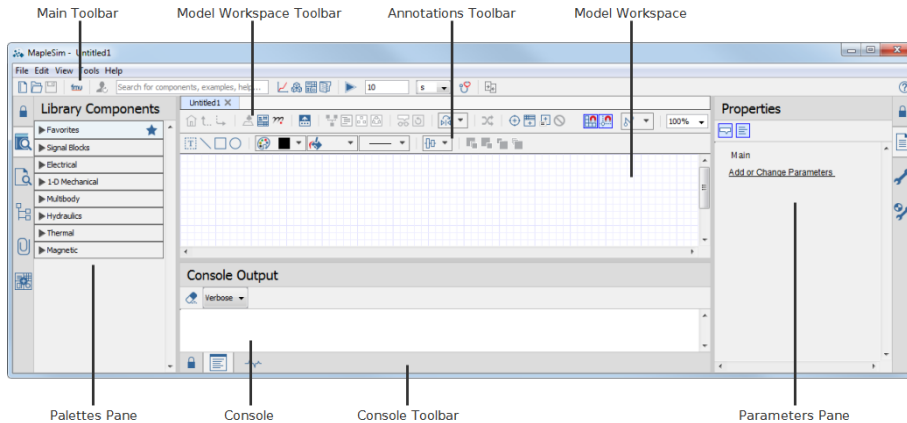 Main Toolbar Model Workspace Toolbar Annotations Toolbar Model Workspace
MapleSim - Untitled1
File Edit View Tools Help
fmu Search for components, examples, help... 10 s
Library Components
Favorites
Signal Blocks
Electrical
1-D Mechanical
Multibody
Hydraulics
Thermal
Magnetic
Untitled1
100%
Console Output
Verbose
Properties
Main
Add or Change Parameters
Palettes Pane Console Console Toolbar Parameters Pane